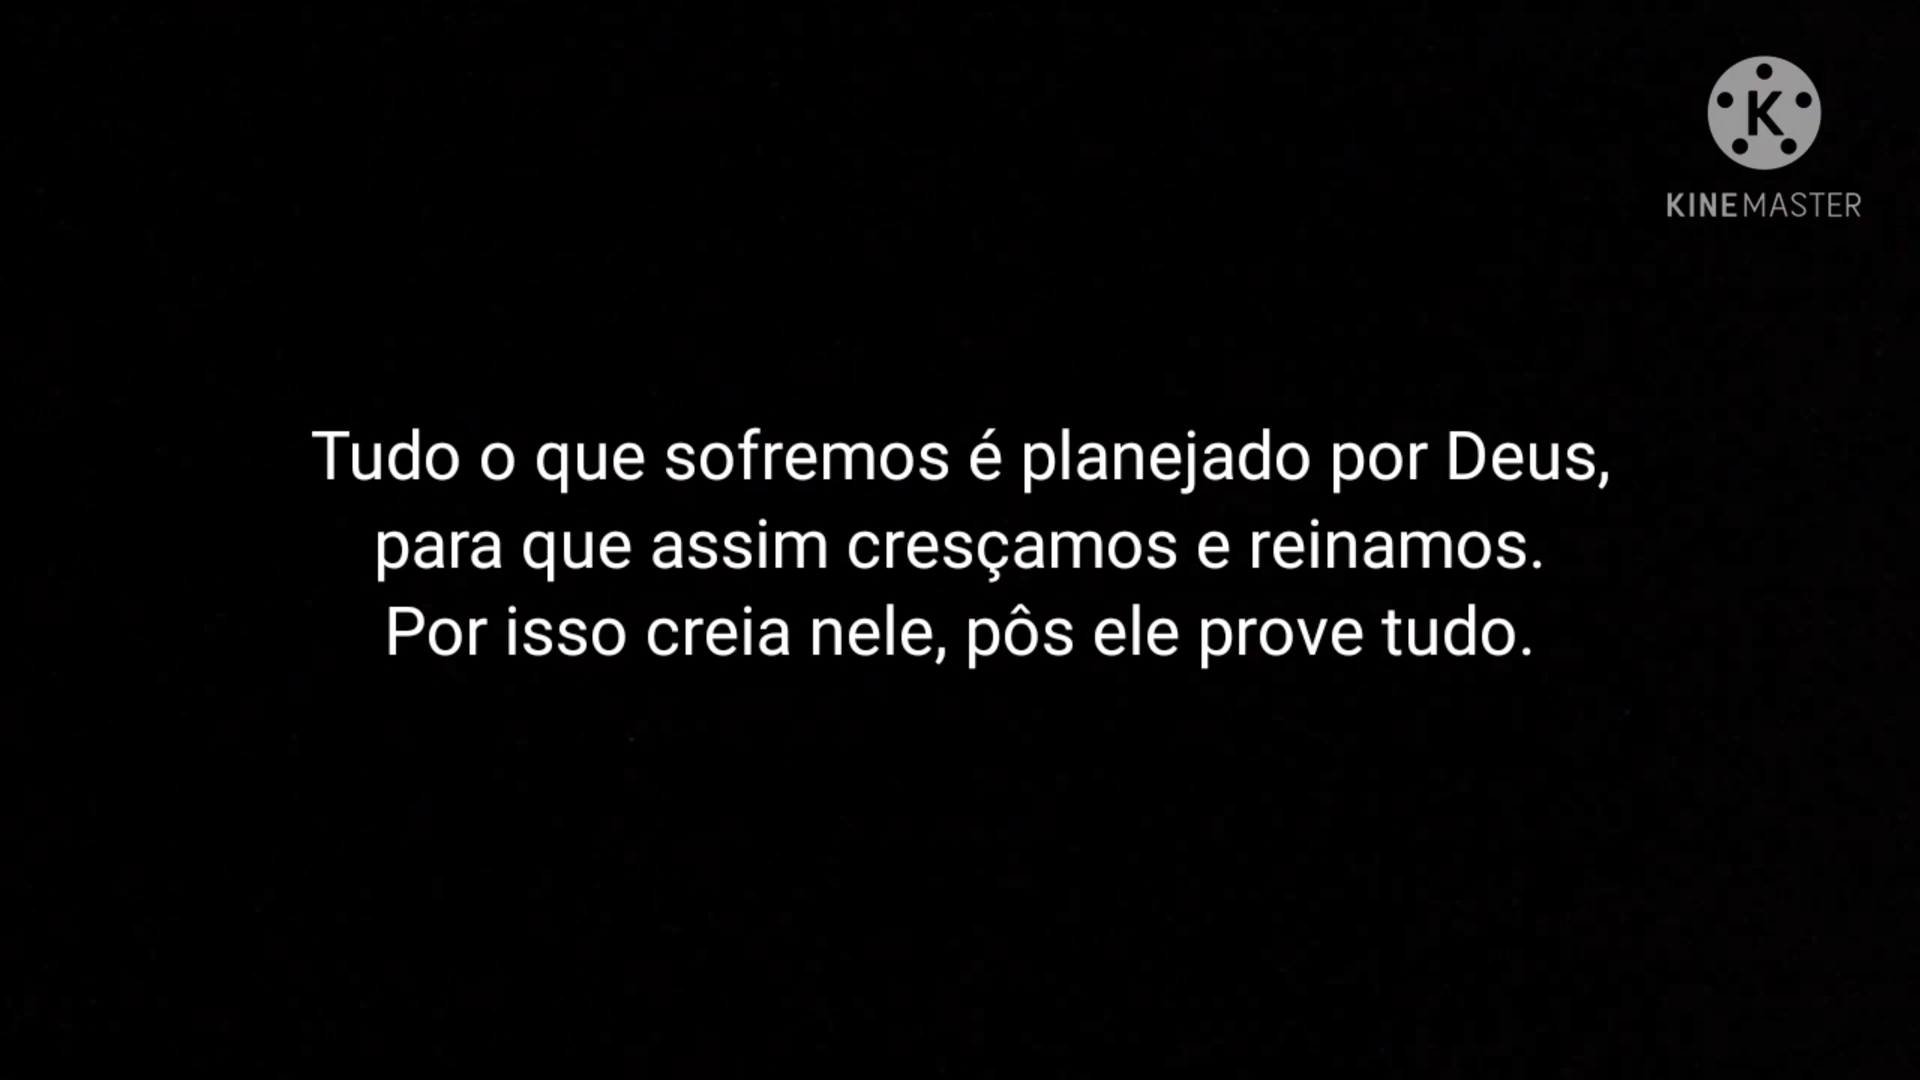 K
KINEMASTER
Tudo o que sofremos é planejado por Deus,
para que assim cresçamos e reinamos.
Por isso creia nele, pôs ele prove tudo.